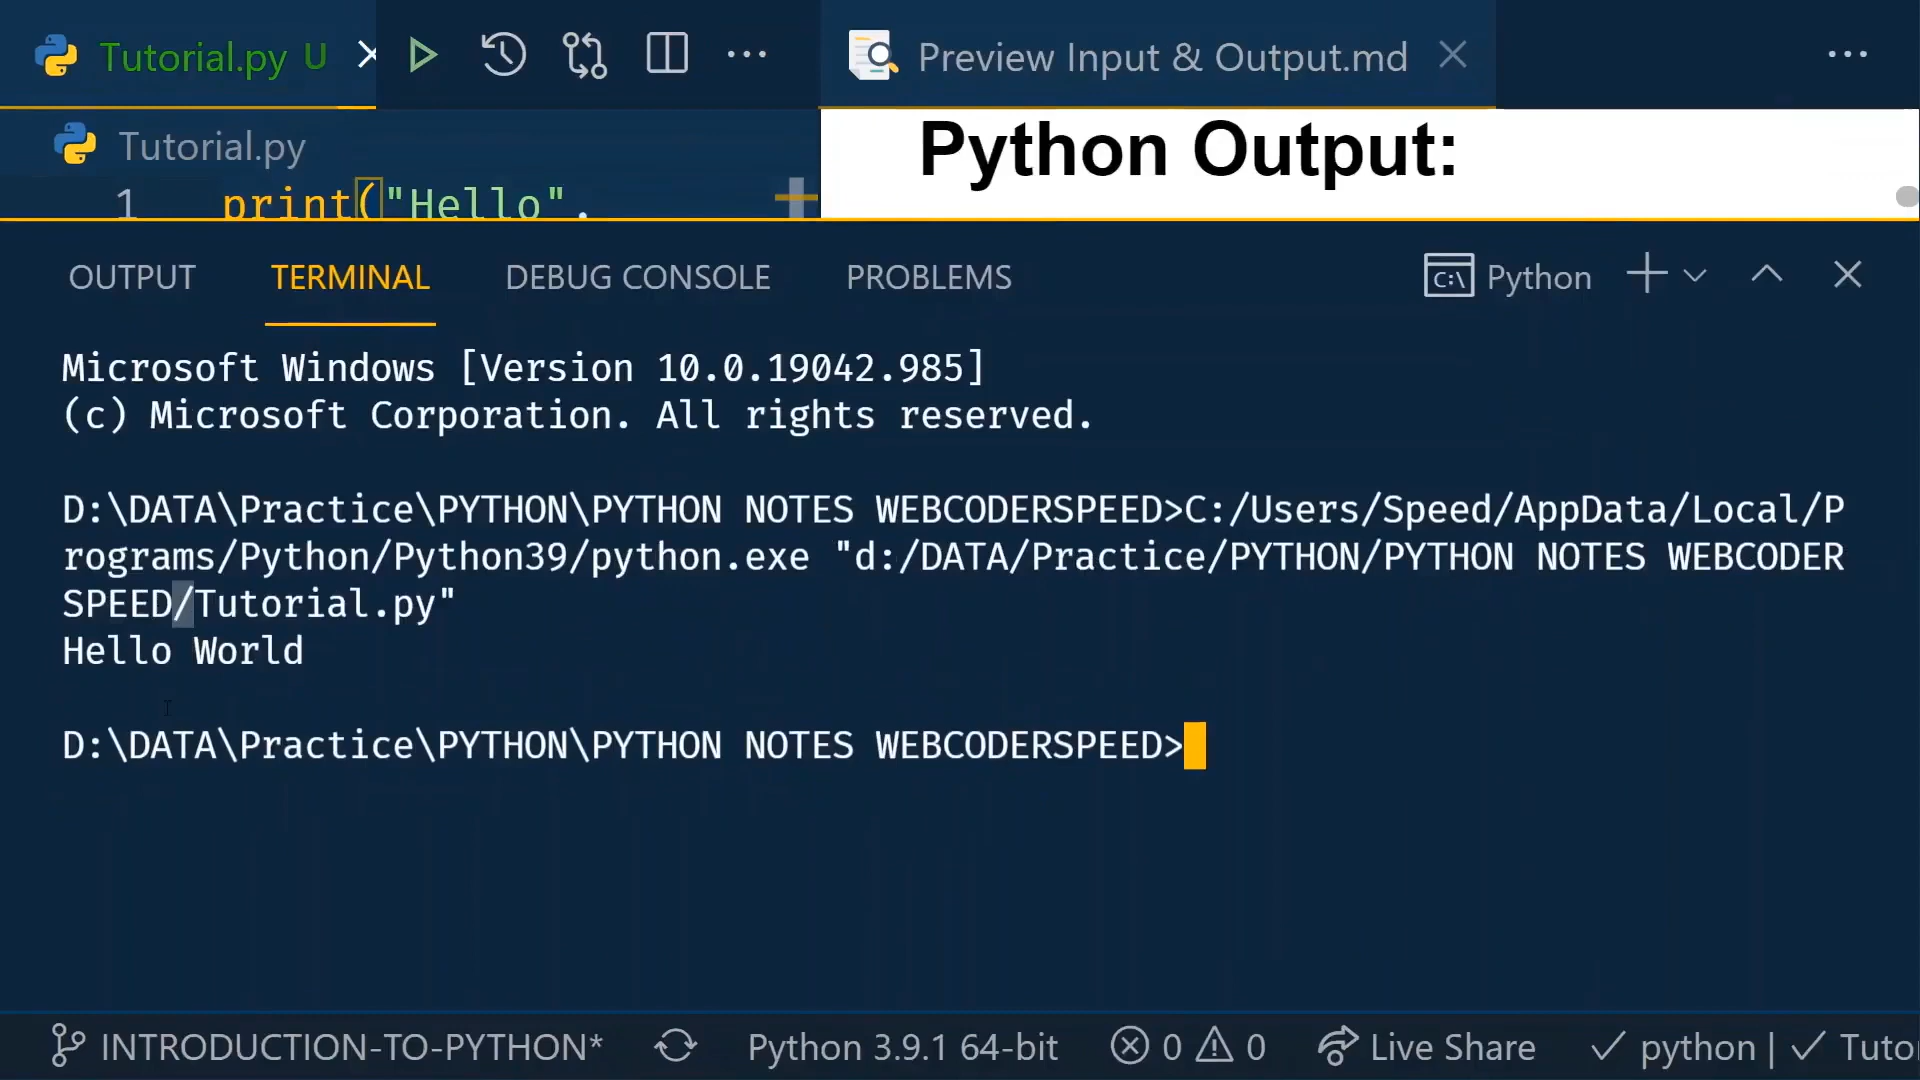 Tutorial.py U
Preview Input & Output.md
Tutorial.py
Python Output:
1 print("Hello",
OUTPUT TERMINAL DEBUG CONSOLE PROBLEMS Python
Microsoft Windows [Version 10.0.19042.985]
(c) Microsoft Corporation. All rights reserved.
D:\DATA\Practice\PYTHON\PYTHON NOTES WEBCODERSPEED>C:/Users/Speed/AppData/Local/P
rograms/Python/Python39/python.exe "d:/DATA/Practice/PYTHON/PYTHON NOTES WEBCODER
SPEED/Tutorial.py"
Hello World
D:\DATA\Practice\PYTHON\PYTHON NOTES WEBCODERSPEED>
INTRODUCTION-TO-PYTHON* Python 3.9.1 64-bit 0 0 Live Share python | Tuto